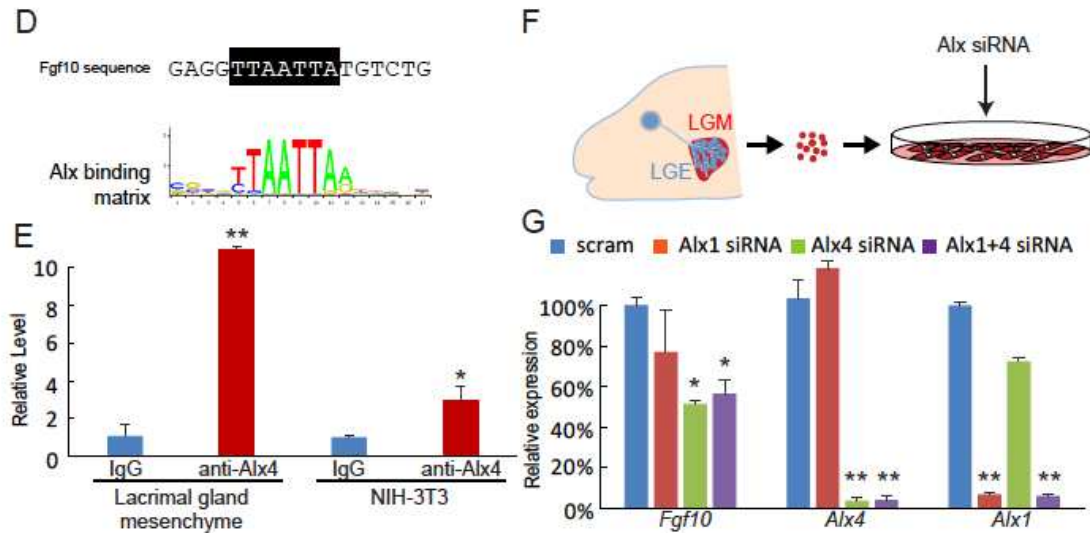 D
Fgf10 sequence GAGGTTAATTATGTCTG
Alx binding
matrix
E
Relative Level
10
8
6
4
2
0
**
*
IgG anti-Alx4 IgG anti-Alx4
Lacrimal gland
mesenchyme
NIH-3T3
F
Alx siRNA
LGM
LGE
G
scram Alx1 siRNA Alx4 siRNA Alx1+4 siRNA
Relative expression
100%
80%
60%
40%
20%
0%
* *
** **
** **
Fgf10 Alx4 Alx1